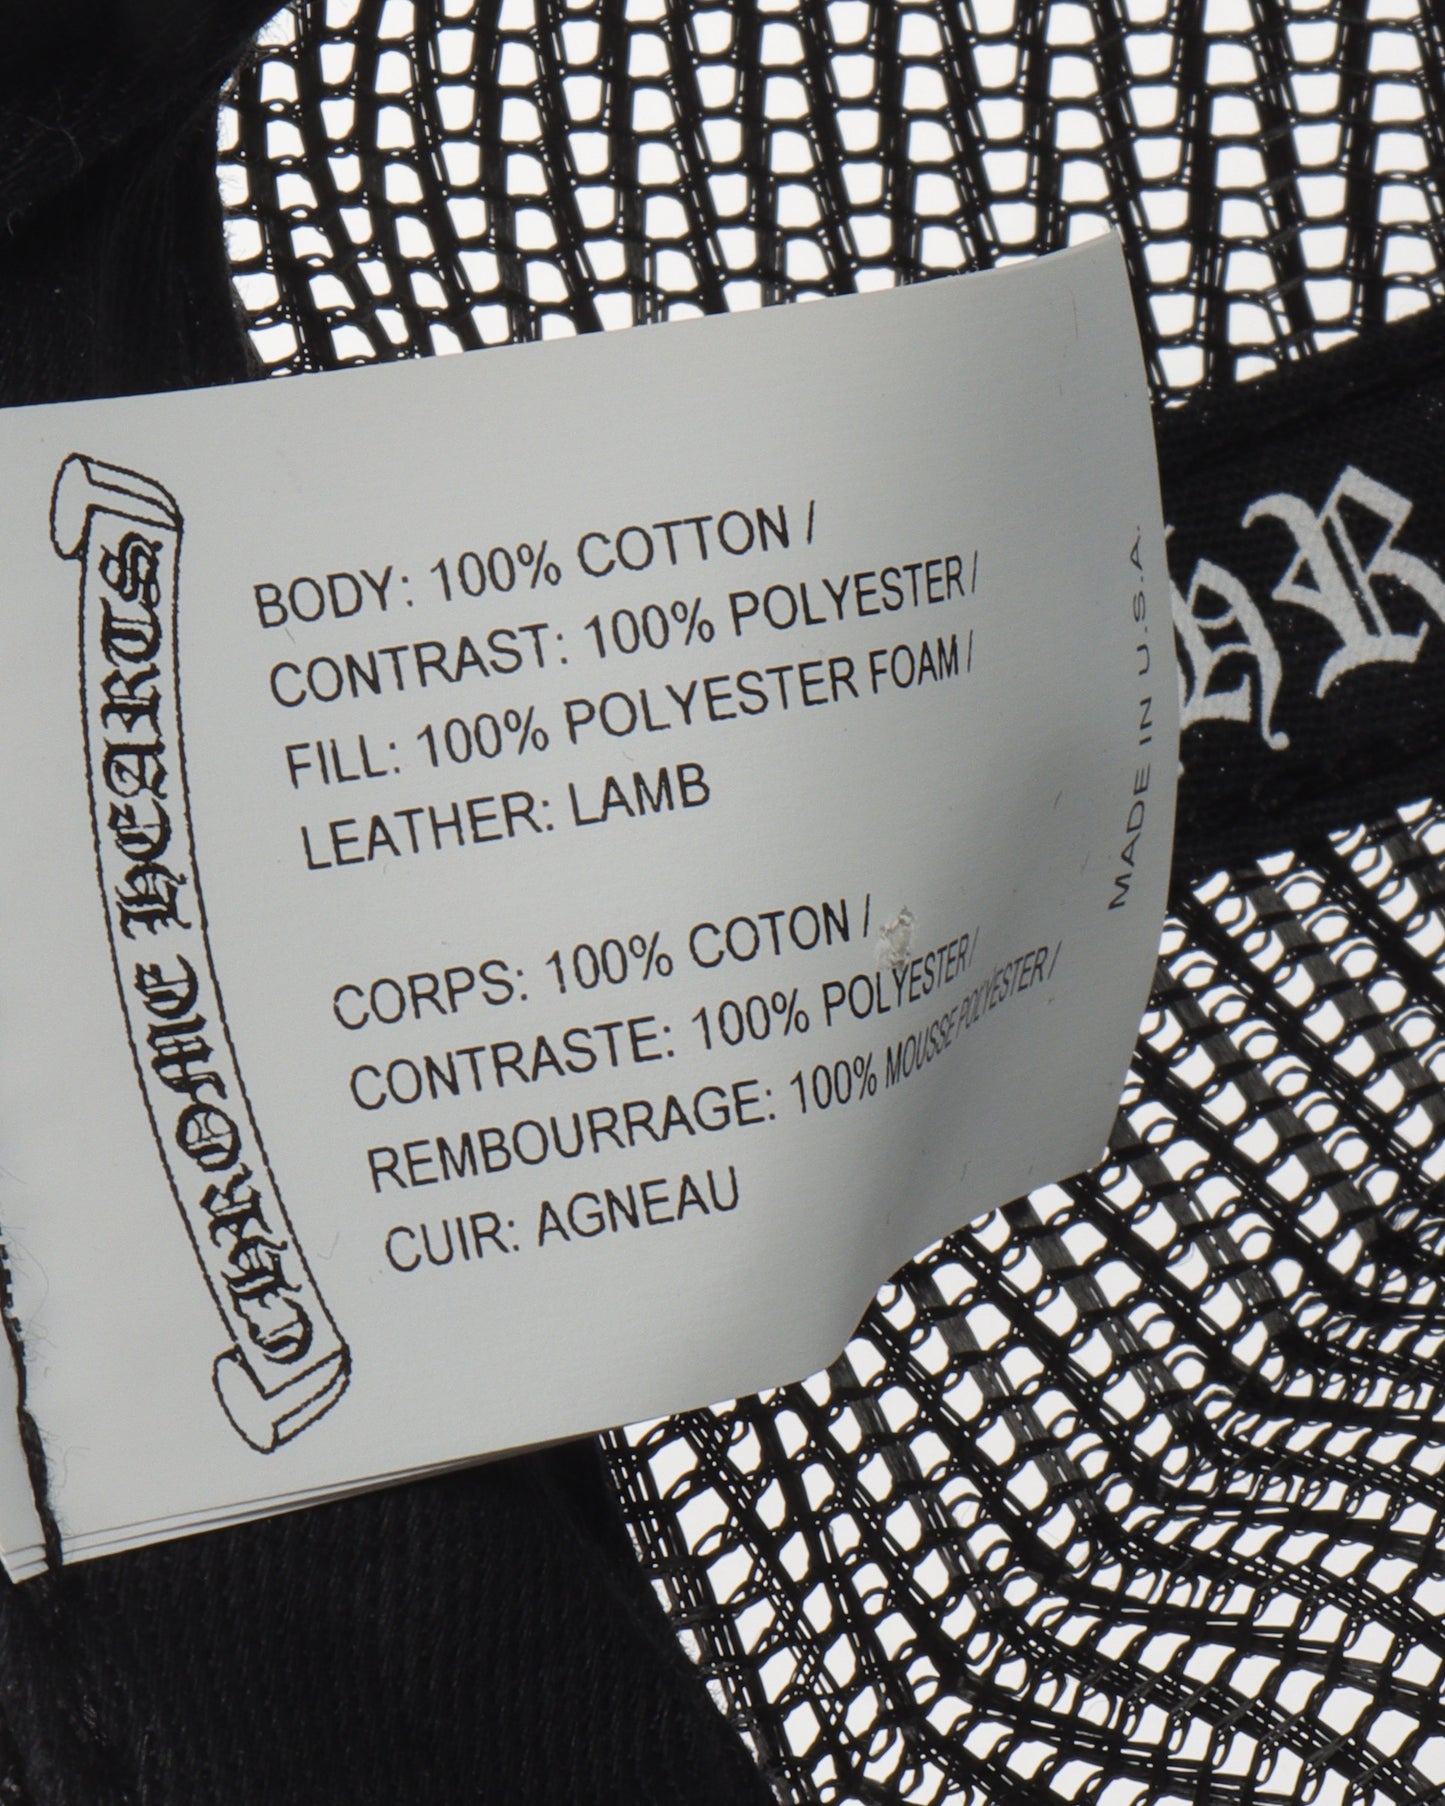 CHROME HEARTS
BODY: 100% COTTON /
CONTRAST: 100% POLYESTER /
FILL: 100% POLYESTER FOAM /
LEATHER: LAMB
CORPS: 100% COTON /
CONTRASTE: 100% POLYESTER /
REMBOURRAGE: 100% MOUSSE POLYESTER /
CUIR: AGNEAU
MADE IN U.S.A.